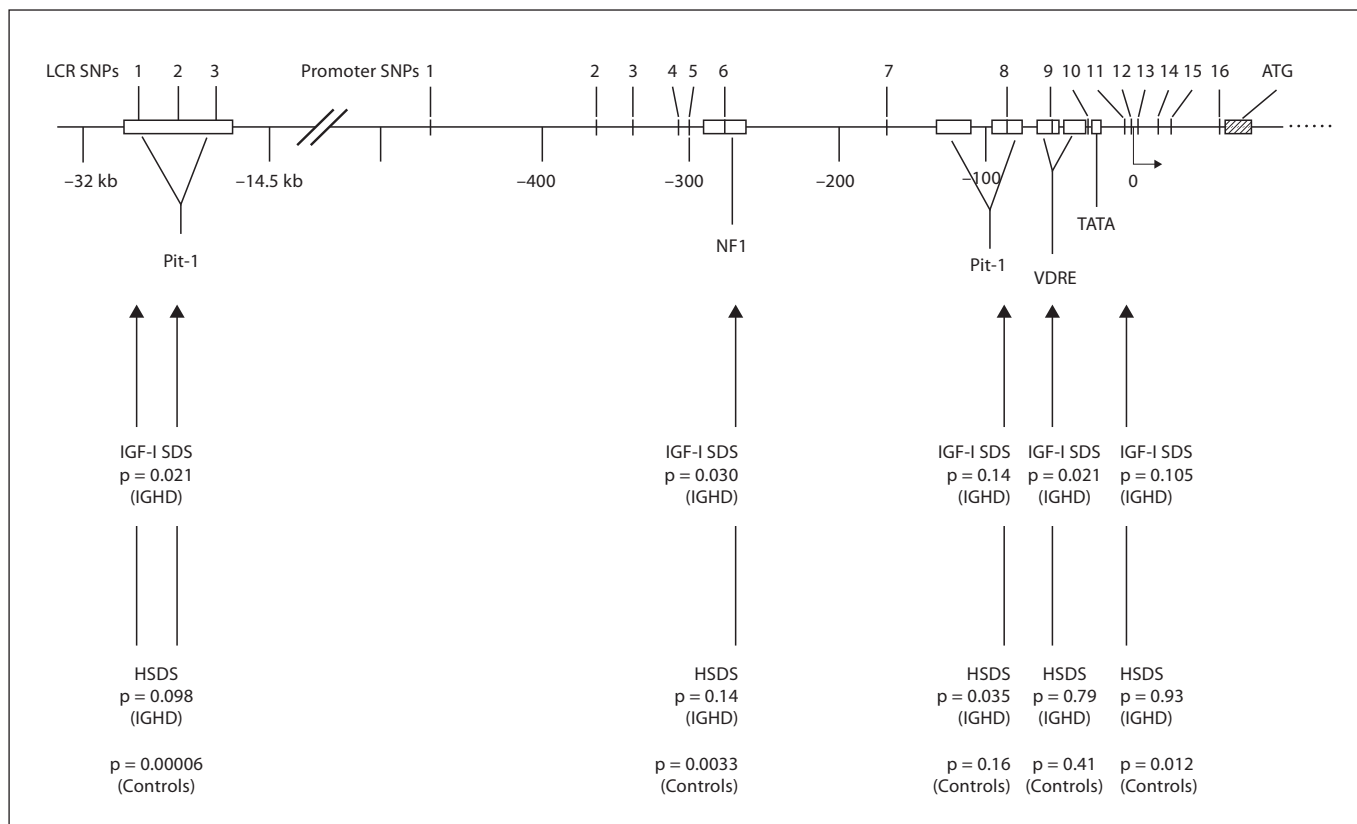 LCR SNPs 1 2 3 Promoter SNPs 1 2 3 4 5 6 7 8 9 10 11 12 13 14 15 16 ATG
–32 kb –14.5 kb –400 –300 –200 –100 0
Pit-1 NF1 Pit-1 VDRE TATA
IGF-I SDS
p = 0.021
(IGHD)
IGF-I SDS
p = 0.030
(IGHD)
IGF-I SDS
p = 0.14
(IGHD)
IGF-I SDS
p = 0.021
(IGHD)
IGF-I SDS
p = 0.105
(IGHD)
HSDS
p = 0.098
(IGHD)
p = 0.00006
(Controls)
HSDS
p = 0.14
(IGHD)
p = 0.0033
(Controls)
HSDS
p = 0.035
(IGHD)
p = 0.16
(Controls)
HSDS
p = 0.79
(IGHD)
p = 0.41
(Controls)
HSDS
p = 0.93
(IGHD)
p = 0.012
(Controls)